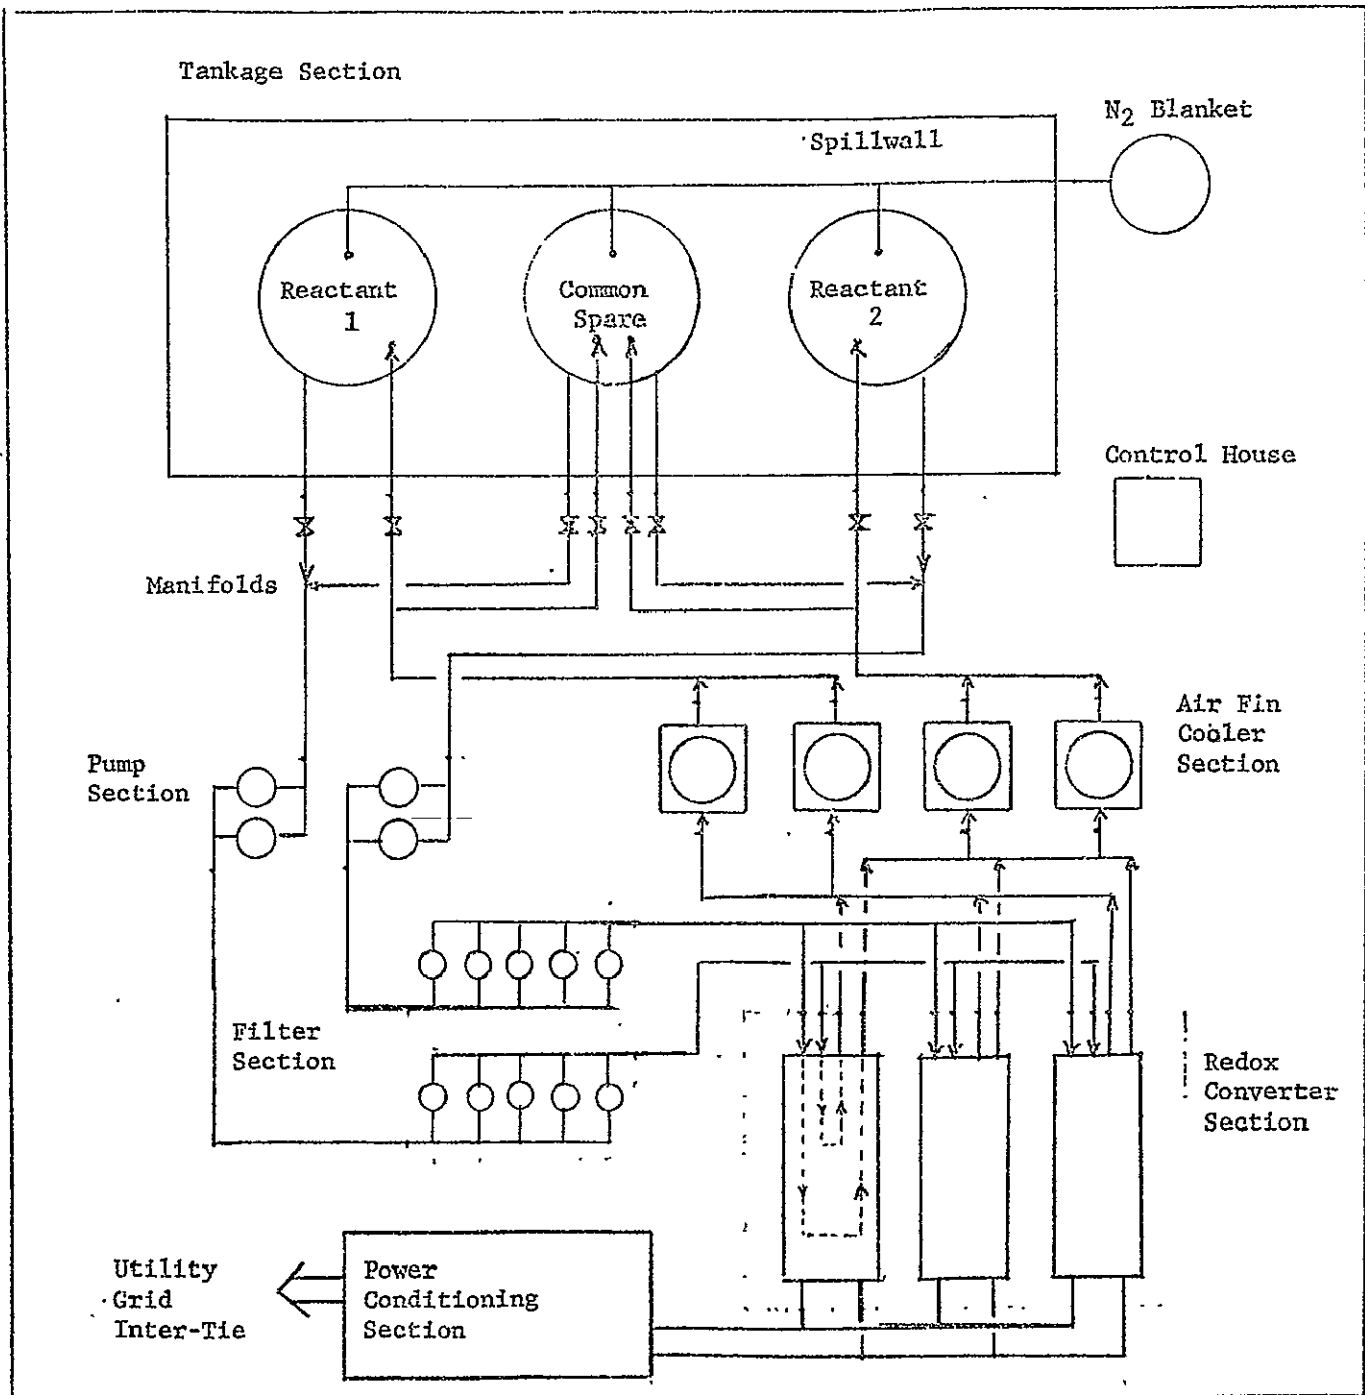 Tankage Section
N2 Blanket
Spillwall
Reactant
1
Common
Spare
Reactant
2
Control House
Manifolds
Air Fin
Cooler
Section
Pump
Section
Filter
Section
Redox
Converter
Section
Utility
Grid
Inter-Tie
Power
Conditioning
Section